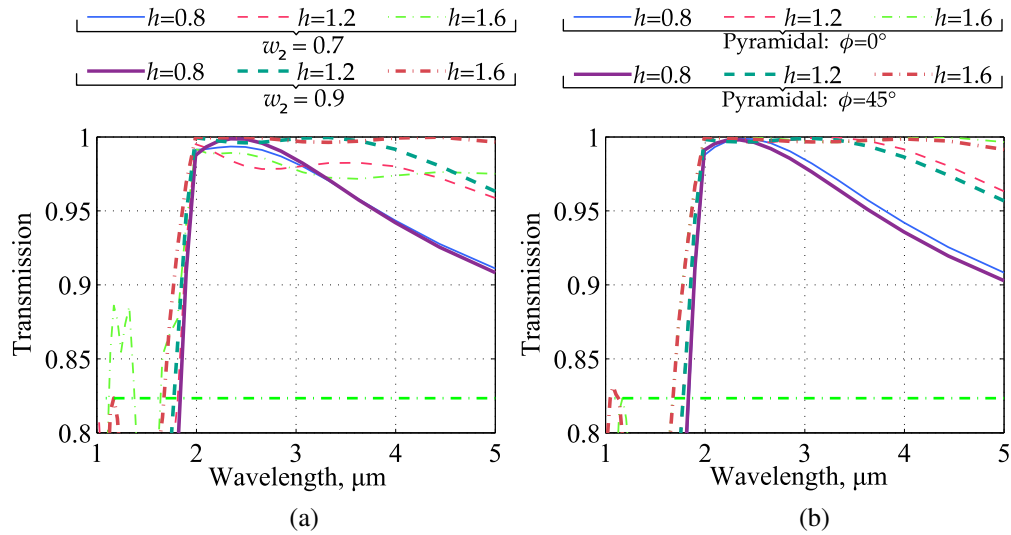 h=0.8 h=1.2 h=1.6
w₂ = 0.7
h=0.8 h=1.2 h=1.6
w₂ = 0.9
1
0.95
0.9
0.85
0.8
Transmission
1 2 3 4 5
Wavelength, μm
(a)
h=0.8 h=1.2 h=1.6
Pyramidal: ϕ=0°
h=0.8 h=1.2 h=1.6
Pyramidal: ϕ=45°
1
0.95
0.9
0.85
0.8
Transmission
1 2 3 4 5
Wavelength, μm
(b)